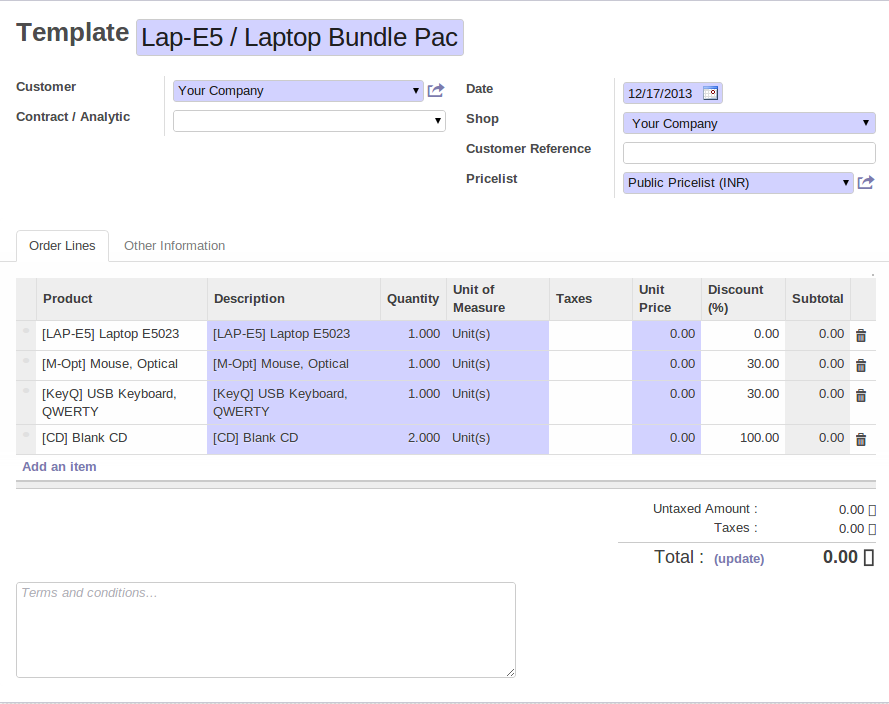 Template Lap-E5 / Laptop Bundle Pac
Customer Your Company
Contract / Analytic
Date 12/17/2013
Shop Your Company
Customer Reference
Pricelist Public Pricelist (INR)
Order Lines Other Information
Product Description Quantity Unit of Measure Taxes Unit Price Discount (%) Subtotal
[LAP-E5] Laptop E5023 [LAP-E5] Laptop E5023 1.000 Unit(s) 0.00 0.00 0.00
[M-Opt] Mouse, Optical [M-Opt] Mouse, Optical 1.000 Unit(s) 0.00 30.00 0.00
[KeyQ] USB Keyboard, QWERTY [KeyQ] USB Keyboard, QWERTY 1.000 Unit(s) 0.00 30.00 0.00
[CD] Blank CD [CD] Blank CD 2.000 Unit(s) 0.00 100.00 0.00
Add an item
Untaxed Amount : 0.00
Taxes : 0.00
Total : (update) 0.00
Terms and conditions...